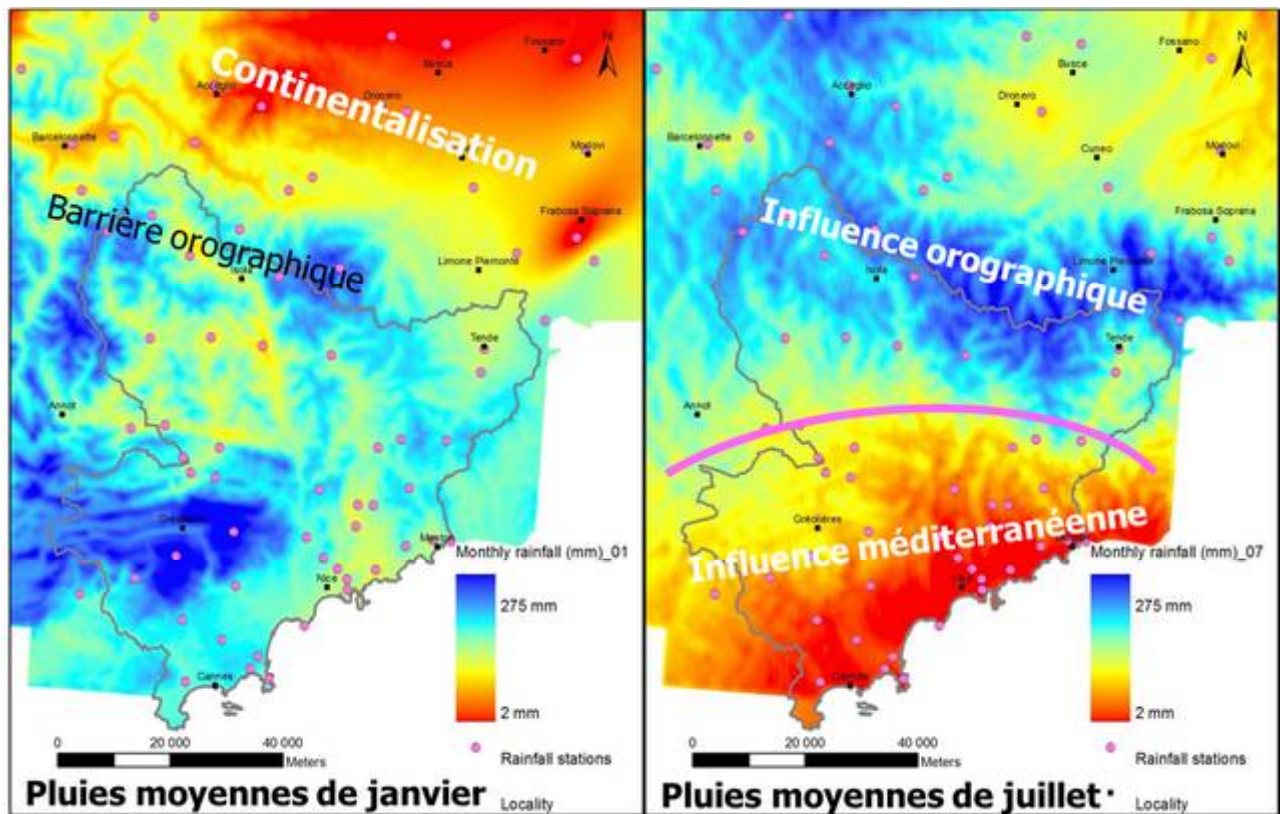 Fossano
N
Busca
Continentalisation
Acceglio
Dronero
Barcelonnette
Modovi
Barrière orographique
Frabosa Soprana
Limone Piemonte
Isola
Tende
Annot
Gréolières
Menton
Nice
Cannes
Monthly rainfall (mm)_01
275 mm
2 mm
0 20 000 40 000
Meters
Rainfall stations
Locality
Pluies moyennes de janvier
Fossano
N
Busca
Acceglio
Dronero
Barcelonnette
Cuneo
Modovi
Frabosa Soprana
Influence orographique
Limone Piemonte
Isola
Tende
Annot
Gréolières
Influence méditerranéenne
Nice
Cannes
Monthly rainfall (mm)_07
275 mm
2 mm
0 20 000 40 000
Meters
Rainfall stations
Locality
Pluies moyennes de juillet